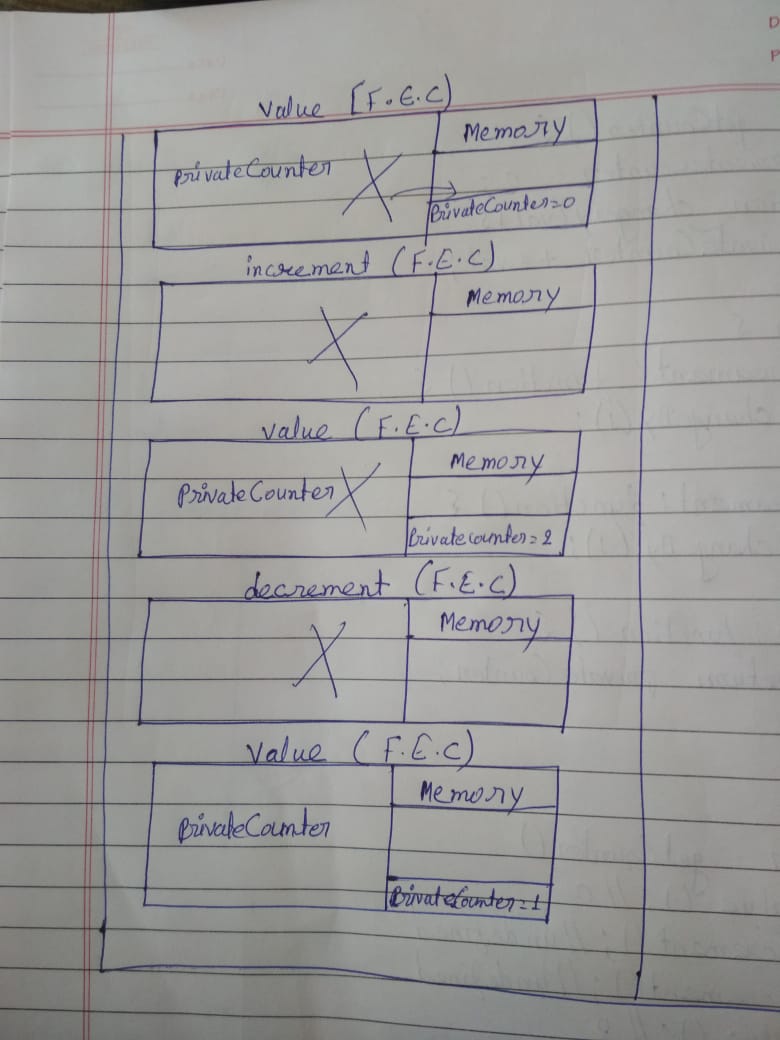 D
P
Value [F.E.C)
Memory
PrivateCounter X
PrivateCounter=0
increment (F.E.C)
Memory
X
value (F.E.C)
Memory
PrivateCounter X
Privatecounter=2
decrement (F.E.C)
Memory
X
Value (F.E.C)
Memory
PrivateCounter
PrivateCounter=1